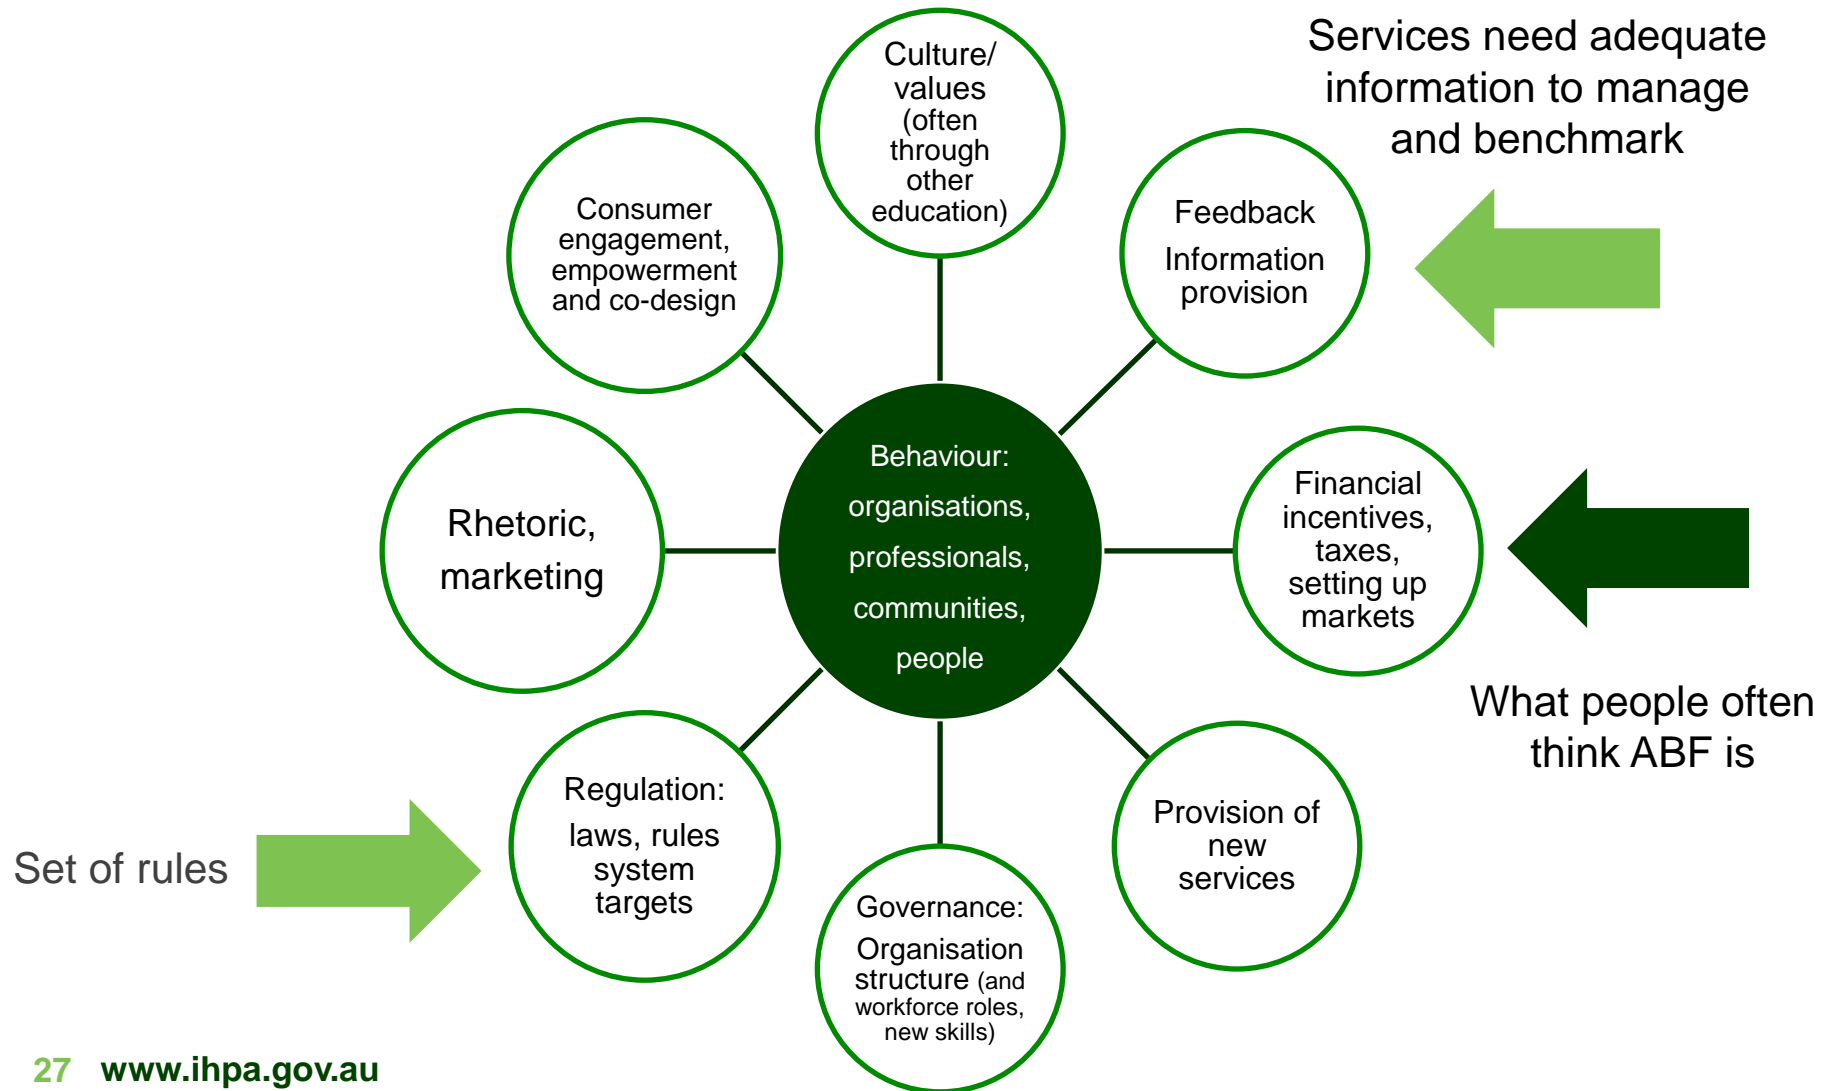 Services need adequate
information to manage
and benchmark
Culture/
values
(often
through
other
education)
Feedback
Information
provision
Consumer
engagement,
empowerment
and co-design
Behaviour:
organisations,
professionals,
communities,
people
Financial
incentives,
taxes,
setting up
markets
Rhetoric,
marketing
What people often
think ABF is
Regulation:
laws, rules
system
targets
Provision of
new
services
Set of rules
Governance:
Organisation
structure (and
workforce roles,
new skills)
27 www.ihpa.gov.au